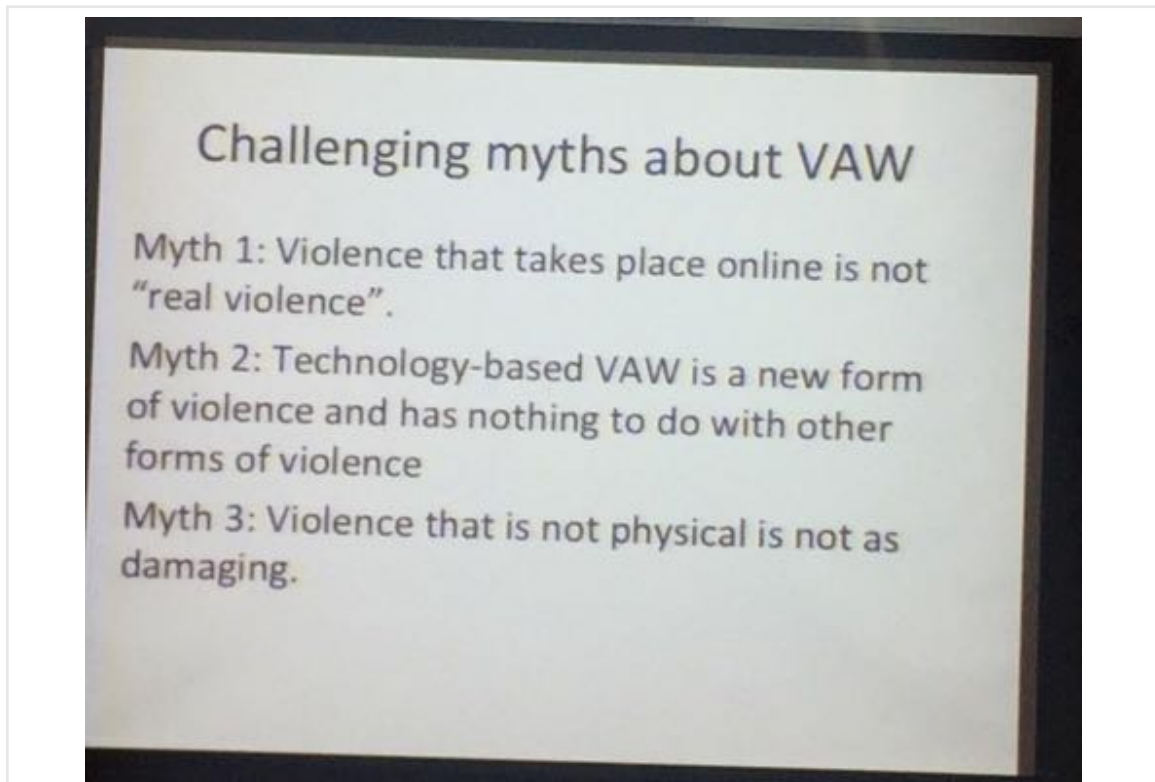 Challenging myths about VAW
Myth 1: Violence that takes place online is not
“real violence”.
Myth 2: Technology-based VAW is a new form
of violence and has nothing to do with other
forms of violence
Myth 3: Violence that is not physical is not as
damaging.